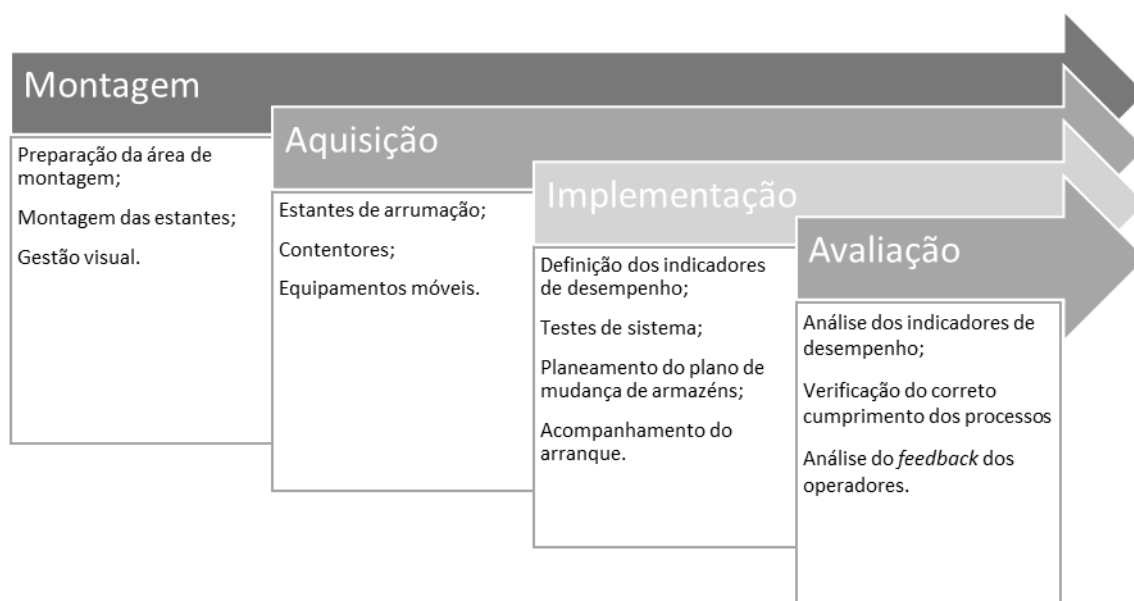 Montagem
Preparação da área de
montagem;
Montagem das estantes;
Gestão visual.
Aquisição
Estantes de arrumação;
Contentores;
Equipamentos móveis.
Implementação
Definição dos indicadores
de desempenho;
Testes de sistema;
Planeamento do plano de
mudança de armazéns;
Acompanhamento do
arranque.
Avaliação
Análise dos indicadores de
desempenho;
Verificação do correto
cumprimento dos processos
Análise do feedback dos
operadores.